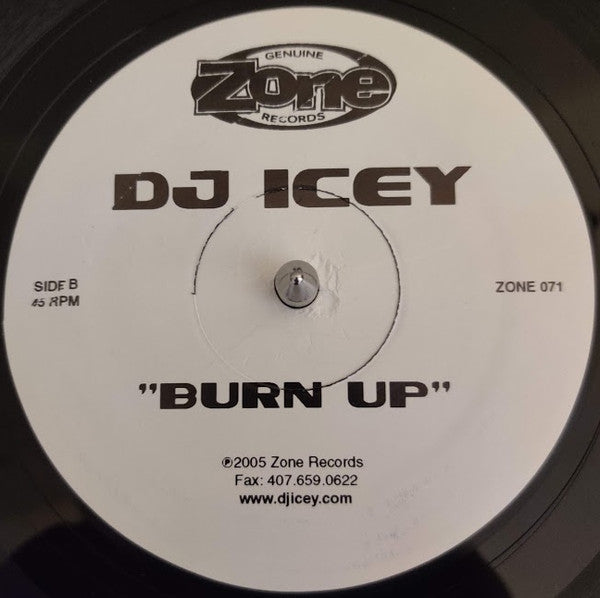 GENUINE
Zone
RECORDS
DJ ICEY
SIDE B
45 RPM
ZONE 071
"BURN UP"
℗2005 Zone Records
Fax: 407.659.0622
www.djicey.com